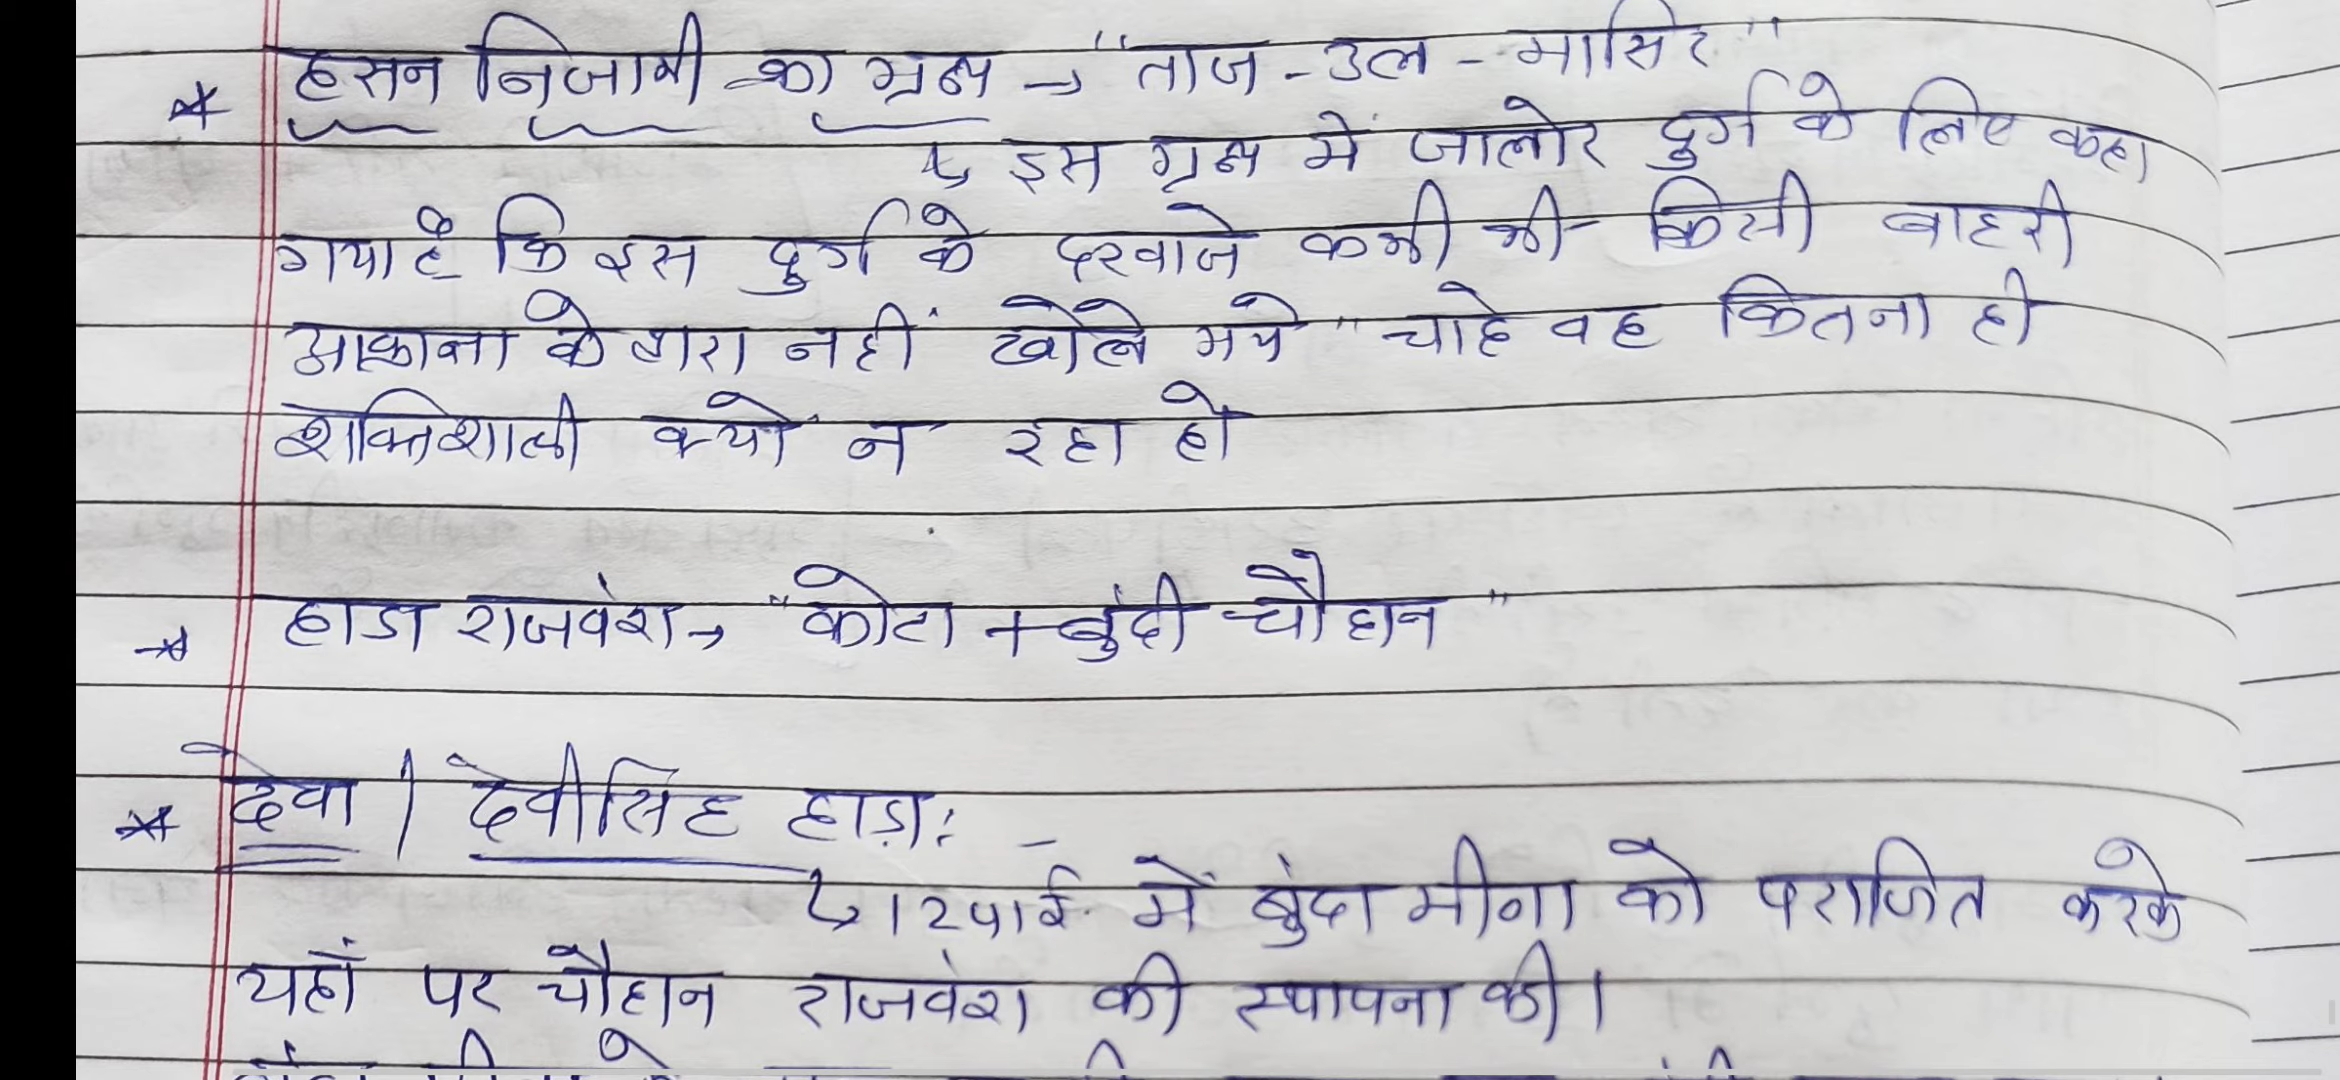 * हसन निजामी का ग्रन्थ → "ताज - उल - मासिर"
↳ इस ग्रन्थ में जालोर दुर्ग के लिए कहा
गया है कि इस दुर्ग के दरवाजे कभी भी किसी बाहरी
आक्रान्ता के द्वारा नहीं खोले गये "चाहे वह कितना ही
शक्तिशाली क्यों न रहा हो
→ हाडा राजवंश → "कोटा + बुंदी चौहान"
* देवा / देवीसिंह हाड़ा : -
↳ में बुंदा मीणा को पराजित करके
यहाँ पर चौहान राजवंश की स्थापना की।